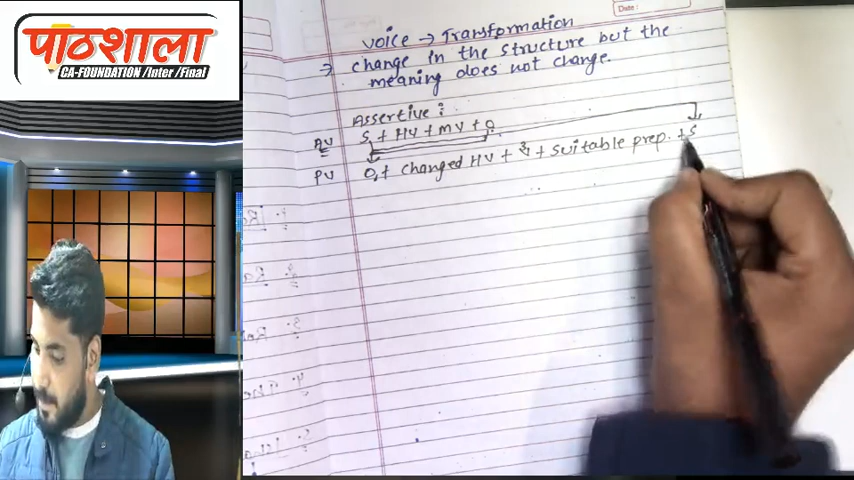 पाठशाला
CA-FOUNDATION/Inter/Final
Date:
voice → Transformation
→ change in the structure but the
meaning does not change.
Assertive :
AV S + HV + MV + O
PV O + changed HV + V3 + suitable prep. + S